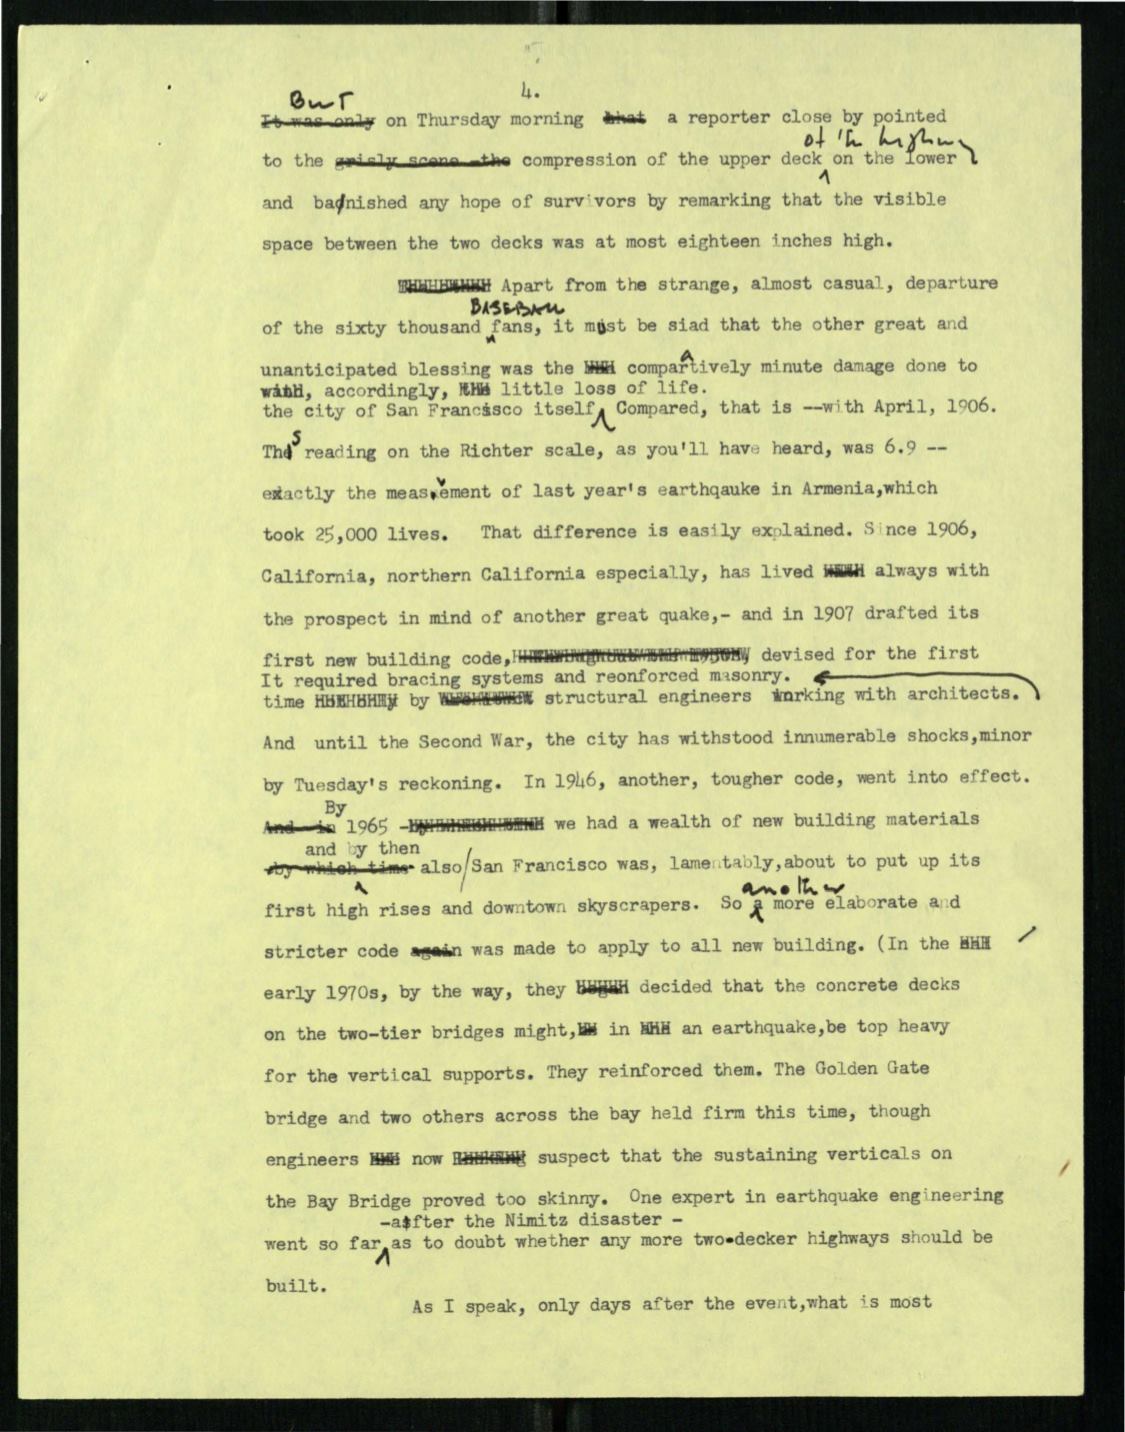 4.
But
It was only on Thursday morning that a reporter close by pointed
of the highway
to the grisly scene -the compression of the upper deck on the lower
and banished any hope of survivors by remarking that the visible
space between the two decks was at most eighteen inches high.
Apart from the strange, almost casual, departure
BASEBALL
of the sixty thousand fans, it must be siad that the other great and
a
unanticipated blessing was the compartively minute damage done to
with, accordingly, little loss of life.
the city of San Francisco itself Compared, that is --with April, 1906.
s
The reading on the Richter scale, as you'll have heard, was 6.9 --
exactly the measurement of last year's earthqauke in Armenia,which
took 25,000 lives. That difference is easily explained. Since 1906,
California, northern California especially, has lived always with
the prospect in mind of another great quake,- and in 1907 drafted its
first new building code, devised for the first
It required bracing systems and reonforced masonry.
time by structural engineers working with architects.
And until the Second War, the city has withstood innumerable shocks,minor
by Tuesday's reckoning. In 1946, another, tougher code, went into effect.
By
And in 1965 - we had a wealth of new building materials
and by then
-by which time- also/San Francisco was, lamentably,about to put up its
another
first high rises and downtown skyscrapers. So a more elaborate and
stricter code again was made to apply to all new building. (In the
early 1970s, by the way, they decided that the concrete decks
on the two-tier bridges might, in an earthquake,be top heavy
for the vertical supports. They reinforced them. The Golden Gate
bridge and two others across the bay held firm this time, though
engineers now suspect that the sustaining verticals on
the Bay Bridge proved too skinny. One expert in earthquake engineering
-after the Nimitz disaster -
went so far as to doubt whether any more two-decker highways should be
built.
As I speak, only days after the event,what is most